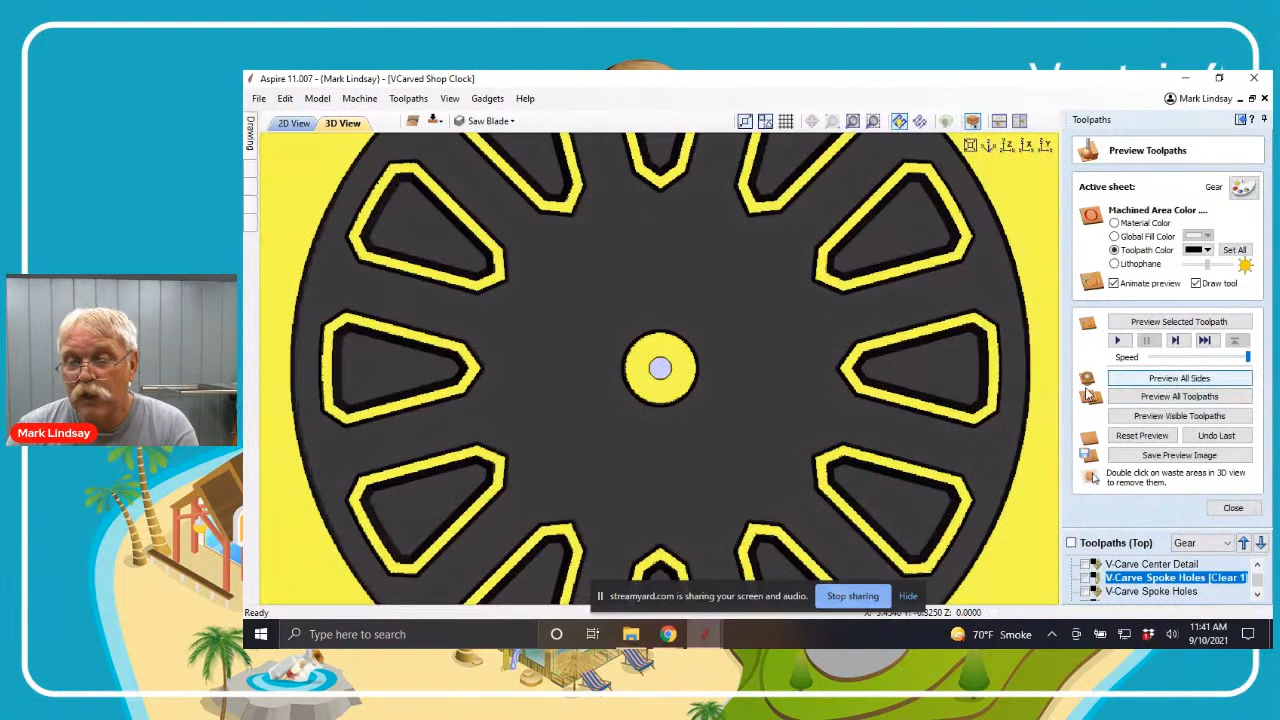 Aspire 11.007 - {Mark Lindsay} - [VCarved Shop Clock]
File Edit Model Machine Toolpaths View Gadgets Help
Mark Lindsay
Drawing
2D View 3D View
Saw Blade
Toolpaths
Z X Y
Preview Toolpaths
Active sheet: Gear
Machined Area Color ....
Material Color
Global Fill Color
Toolpath Color Set All
Lithophane
Animate preview Draw tool
Preview Selected Toolpath
Speed
Preview All Sides
Preview All Toolpaths
Preview Visible Toolpaths
Reset Preview Undo Last
Save Preview Image
Double click on waste areas in 3D view
to remove them.
Close
Toolpaths (Top) Gear
V-Carve Center Detail
V-Carve Spoke Holes [Clear 1]
V-Carve Spoke Holes
Mark Lindsay
streamyard.com is sharing your screen and audio. Stop sharing Hide
Ready
Z: 0.0000
Type here to search
70°F Smoke
11:41 AM
9/10/2021